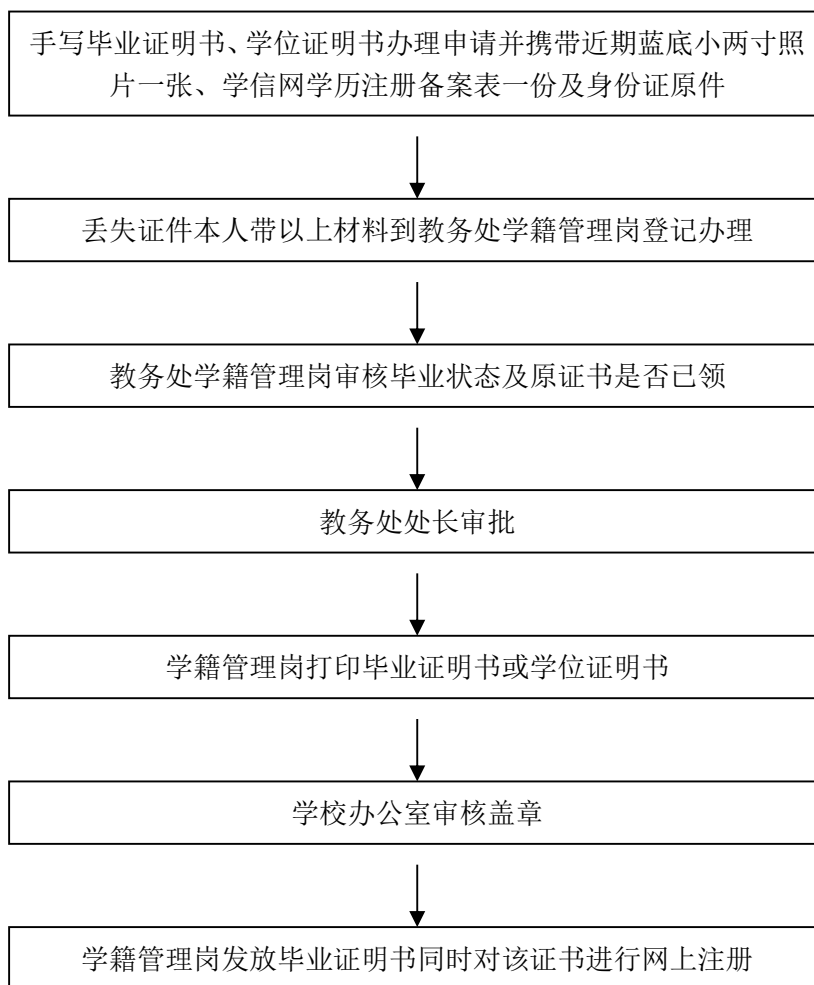 手写毕业证明书、学位证明书办理申请并携带近期蓝底小两寸照
片一张、学信网学历注册备案表一份及身份证原件
丢失证件本人带以上材料到教务处学籍管理岗登记办理
教务处学籍管理岗审核毕业状态及原证书是否已领
教务处处长审批
学籍管理岗打印毕业证明书或学位证明书
学校办公室审核盖章
学籍管理岗发放毕业证明书同时对该证书进行网上注册